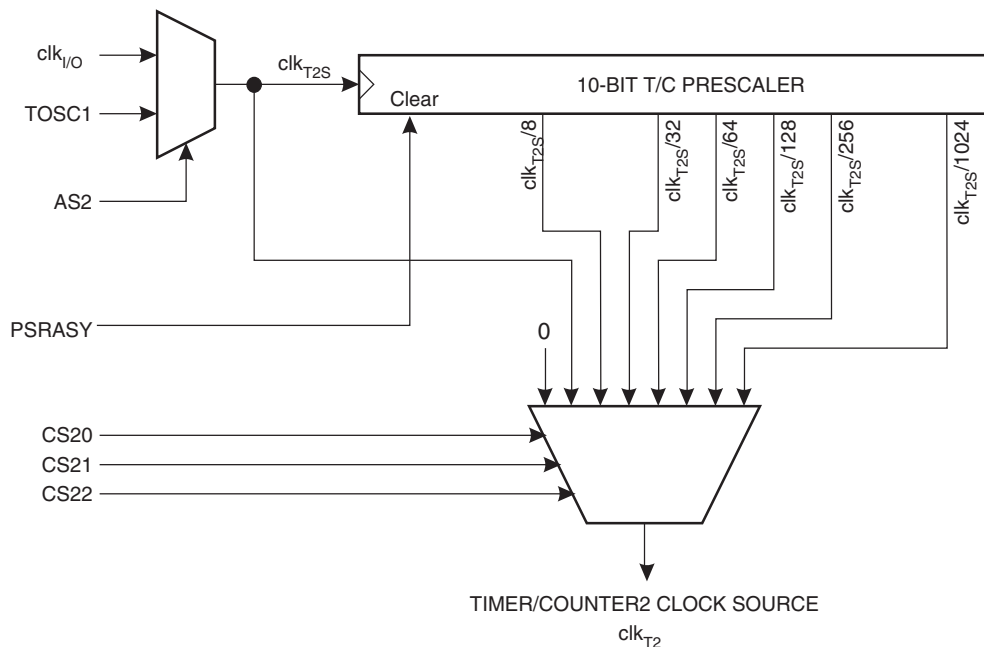 clkI/O
TOSC1
AS2
PSRASY
clkT2S
10-BIT T/C PRESCALER
Clear
clkT2S/8
clkT2S/32
clkT2S/64
clkT2S/128
clkT2S/256
clkT2S/1024
0
CS20
CS21
CS22
TIMER/COUNTER2 CLOCK SOURCE
clkT2